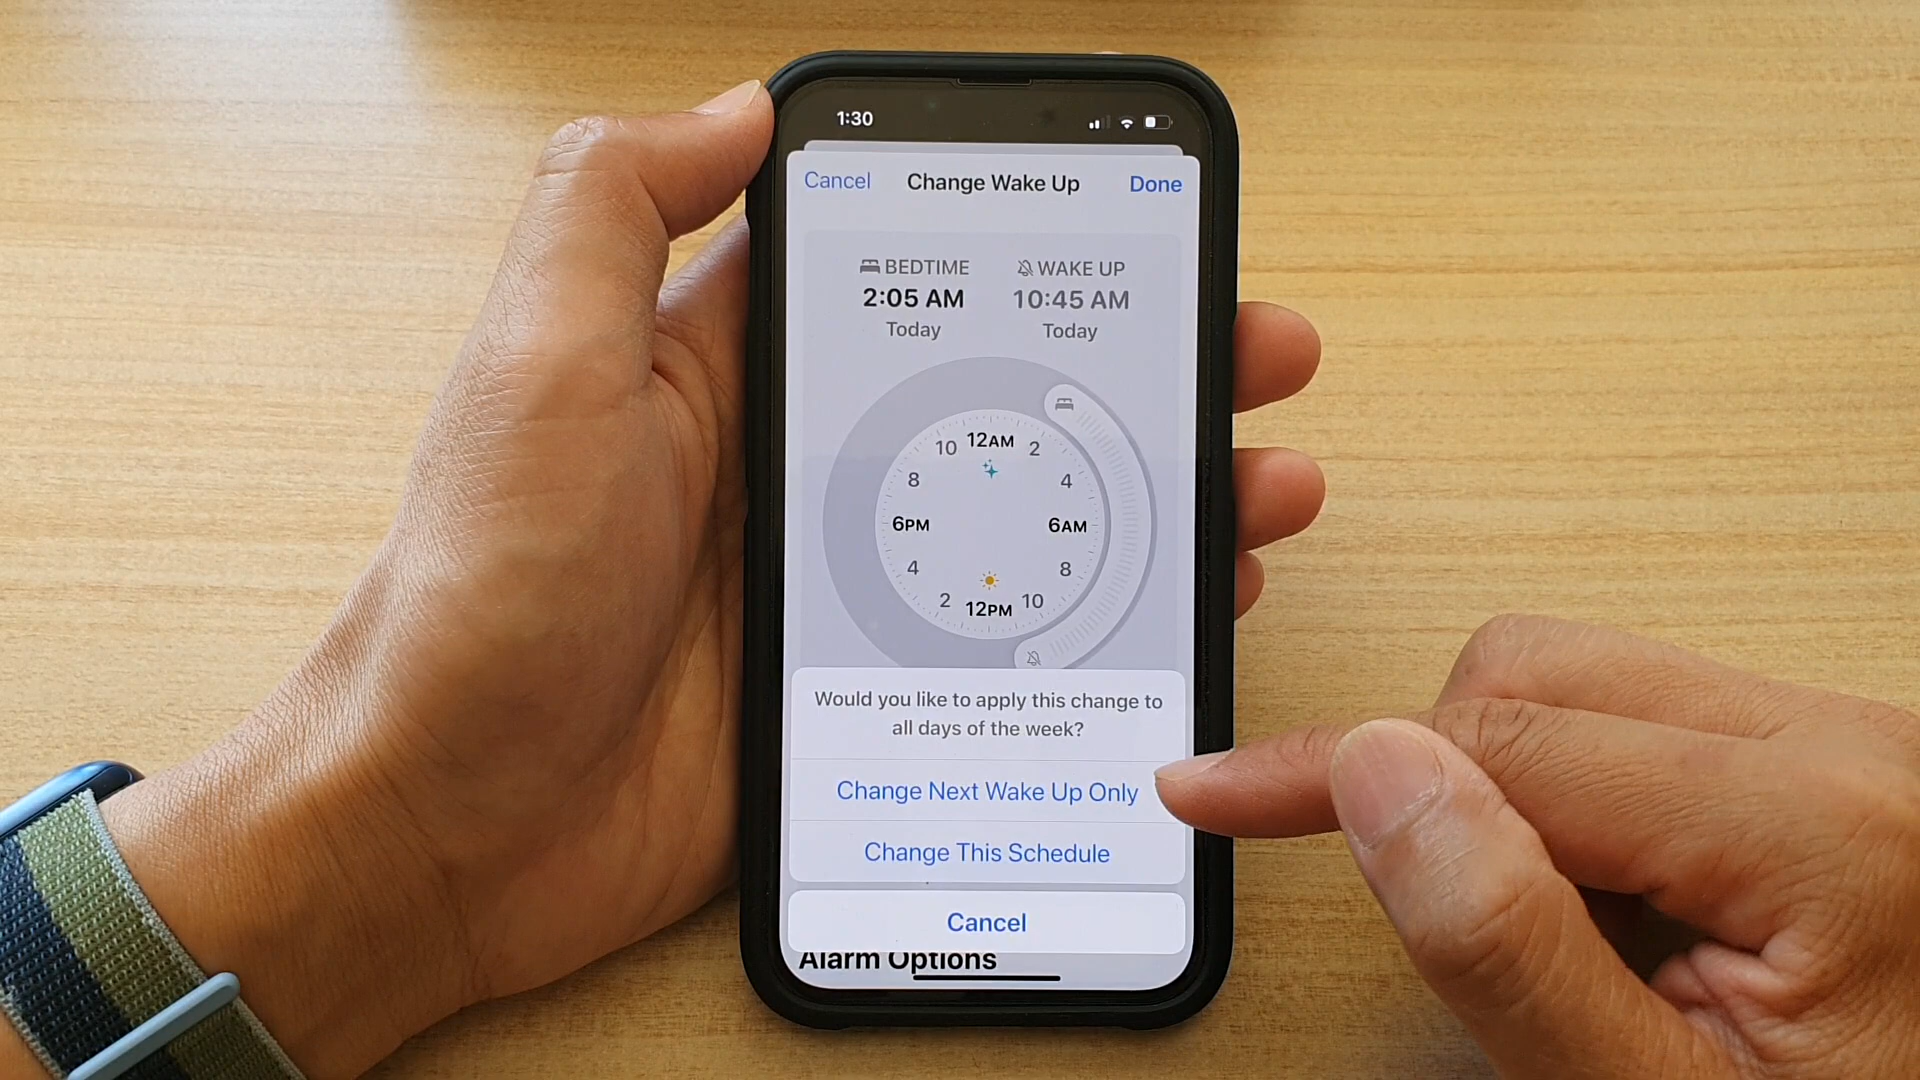 1:30
Cancel Change Wake Up Done
BEDTIME WAKE UP
2:05 AM 10:45 AM
Today Today
10 12AM 2
8 4
6PM 6AM
4 8
2 12PM 10
Would you like to apply this change to
all days of the week?
Change Next Wake Up Only
Change This Schedule
Cancel
Alarm Options